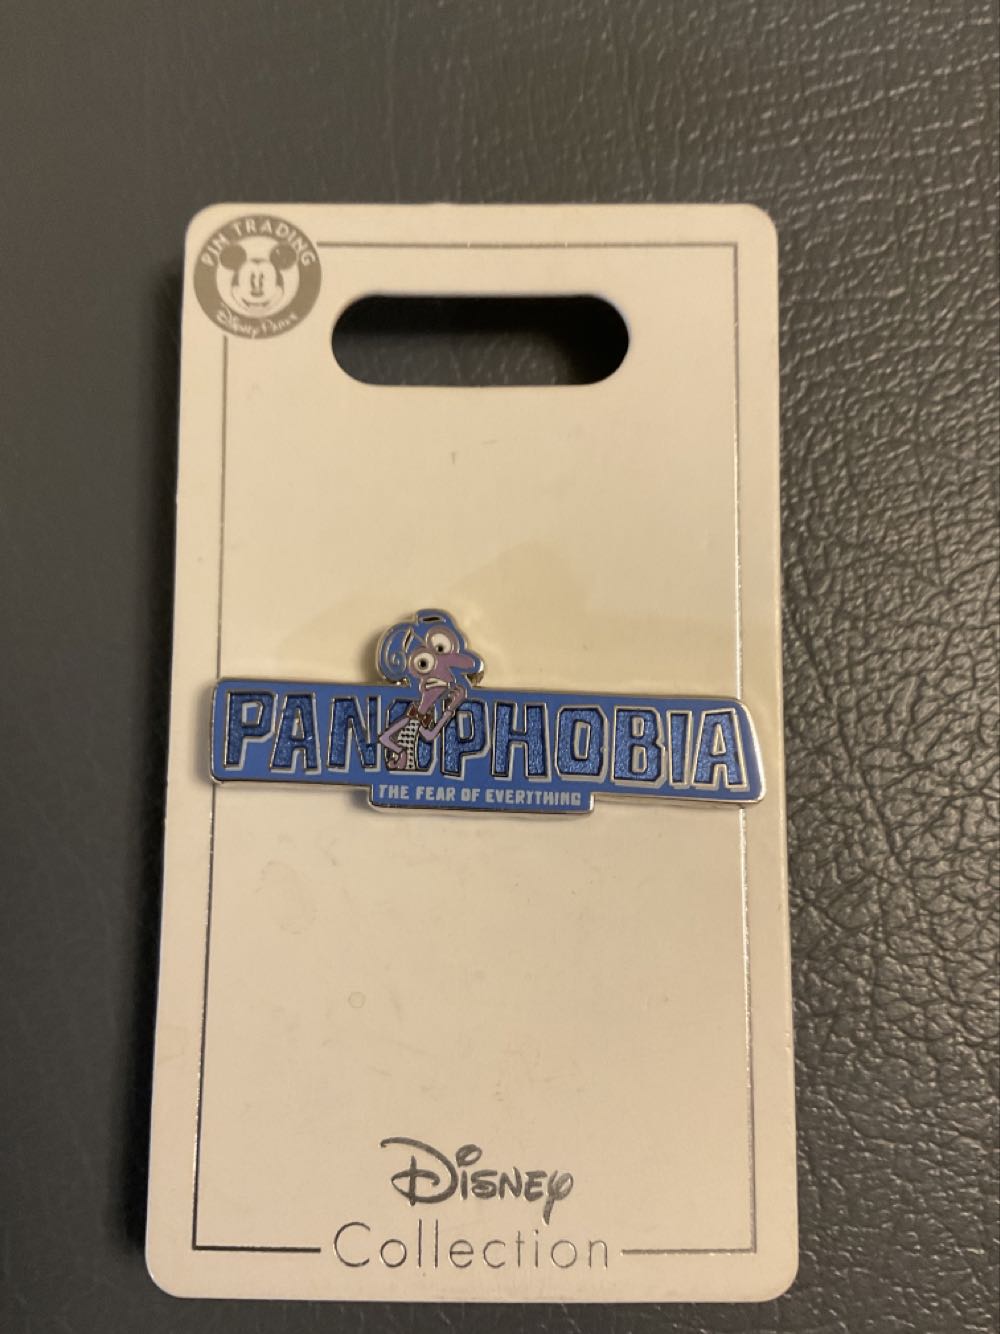 PIN TRADING
Disney Parks
PANOPHOBIA
THE FEAR OF EVERYTHING
Disney
Collection